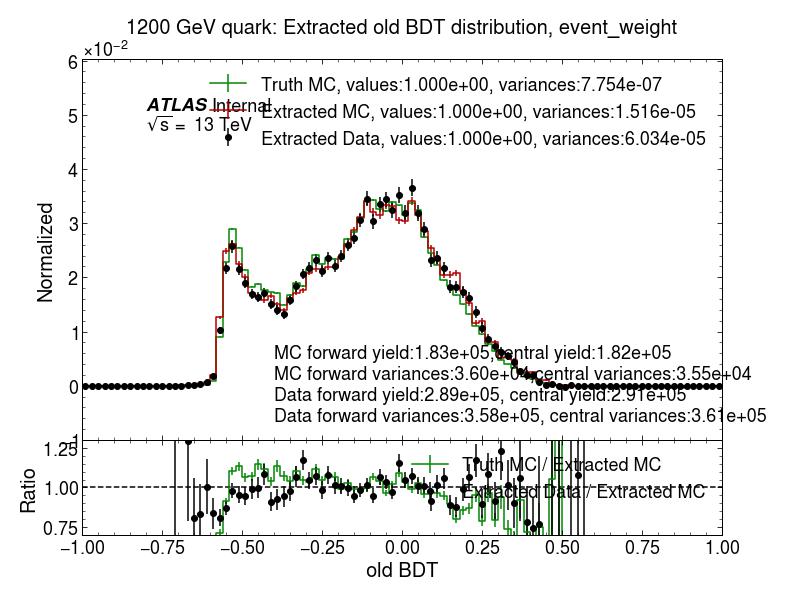 1200 GeV quark: Extracted old BDT distribution, event_weight
×10⁻²
6
5
4
3
2
1
0
Normalized
ATLAS Internal
√s = 13 TeV
Truth MC, values:1.000e+00, variances:7.754e-07
Extracted MC, values:1.000e+00, variances:1.516e-05
Extracted Data, values:1.000e+00, variances:6.034e-05
MC forward yield:1.83e+05, central yield:1.82e+05
MC forward variances:3.60e+04, central variances:3.55e+04
Data forward yield:2.89e+05, central yield:2.91e+05
Data forward variances:3.58e+05, central variances:3.61e+05
1.25
1.00
0.75
Ratio
Truth MC / Extracted MC
Extracted Data / Extracted MC
−1.00 −0.75 −0.50 −0.25 0.00 0.25 0.50 0.75 1.00
old BDT